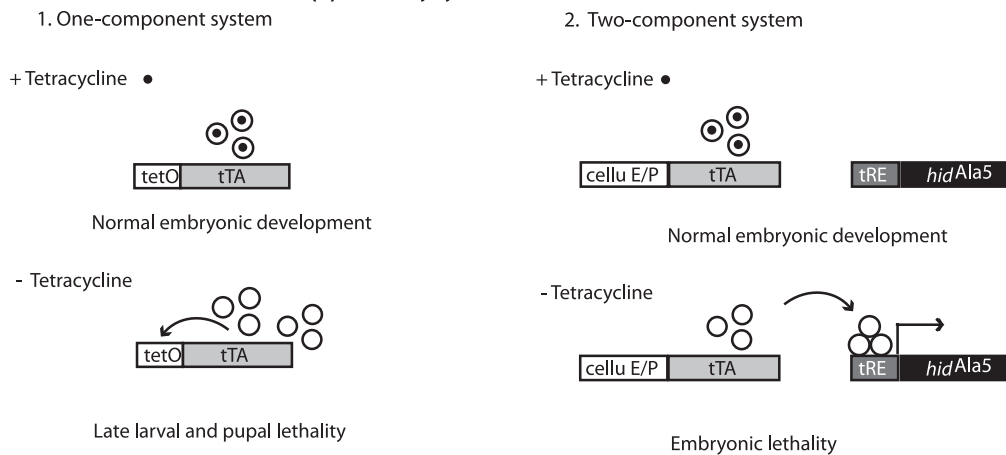 1. One-component system
+ Tetracycline •
tetO tTA
Normal embryonic development
- Tetracycline
tetO tTA
Late larval and pupal lethality
2. Two-component system
+ Tetracycline •
cellu E/P tTA tRE hidAla5
Normal embryonic development
- Tetracycline
cellu E/P tTA tRE hidAla5
Embryonic lethality